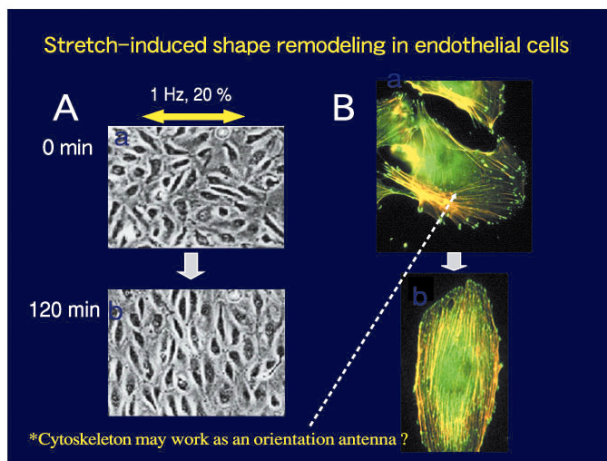 Stretch-induced shape remodeling in endothelial cells
A
1 Hz, 20 %
B
a
a
0 min
b
b
120 min
*Cytoskeleton may work as an orientation antenna ?